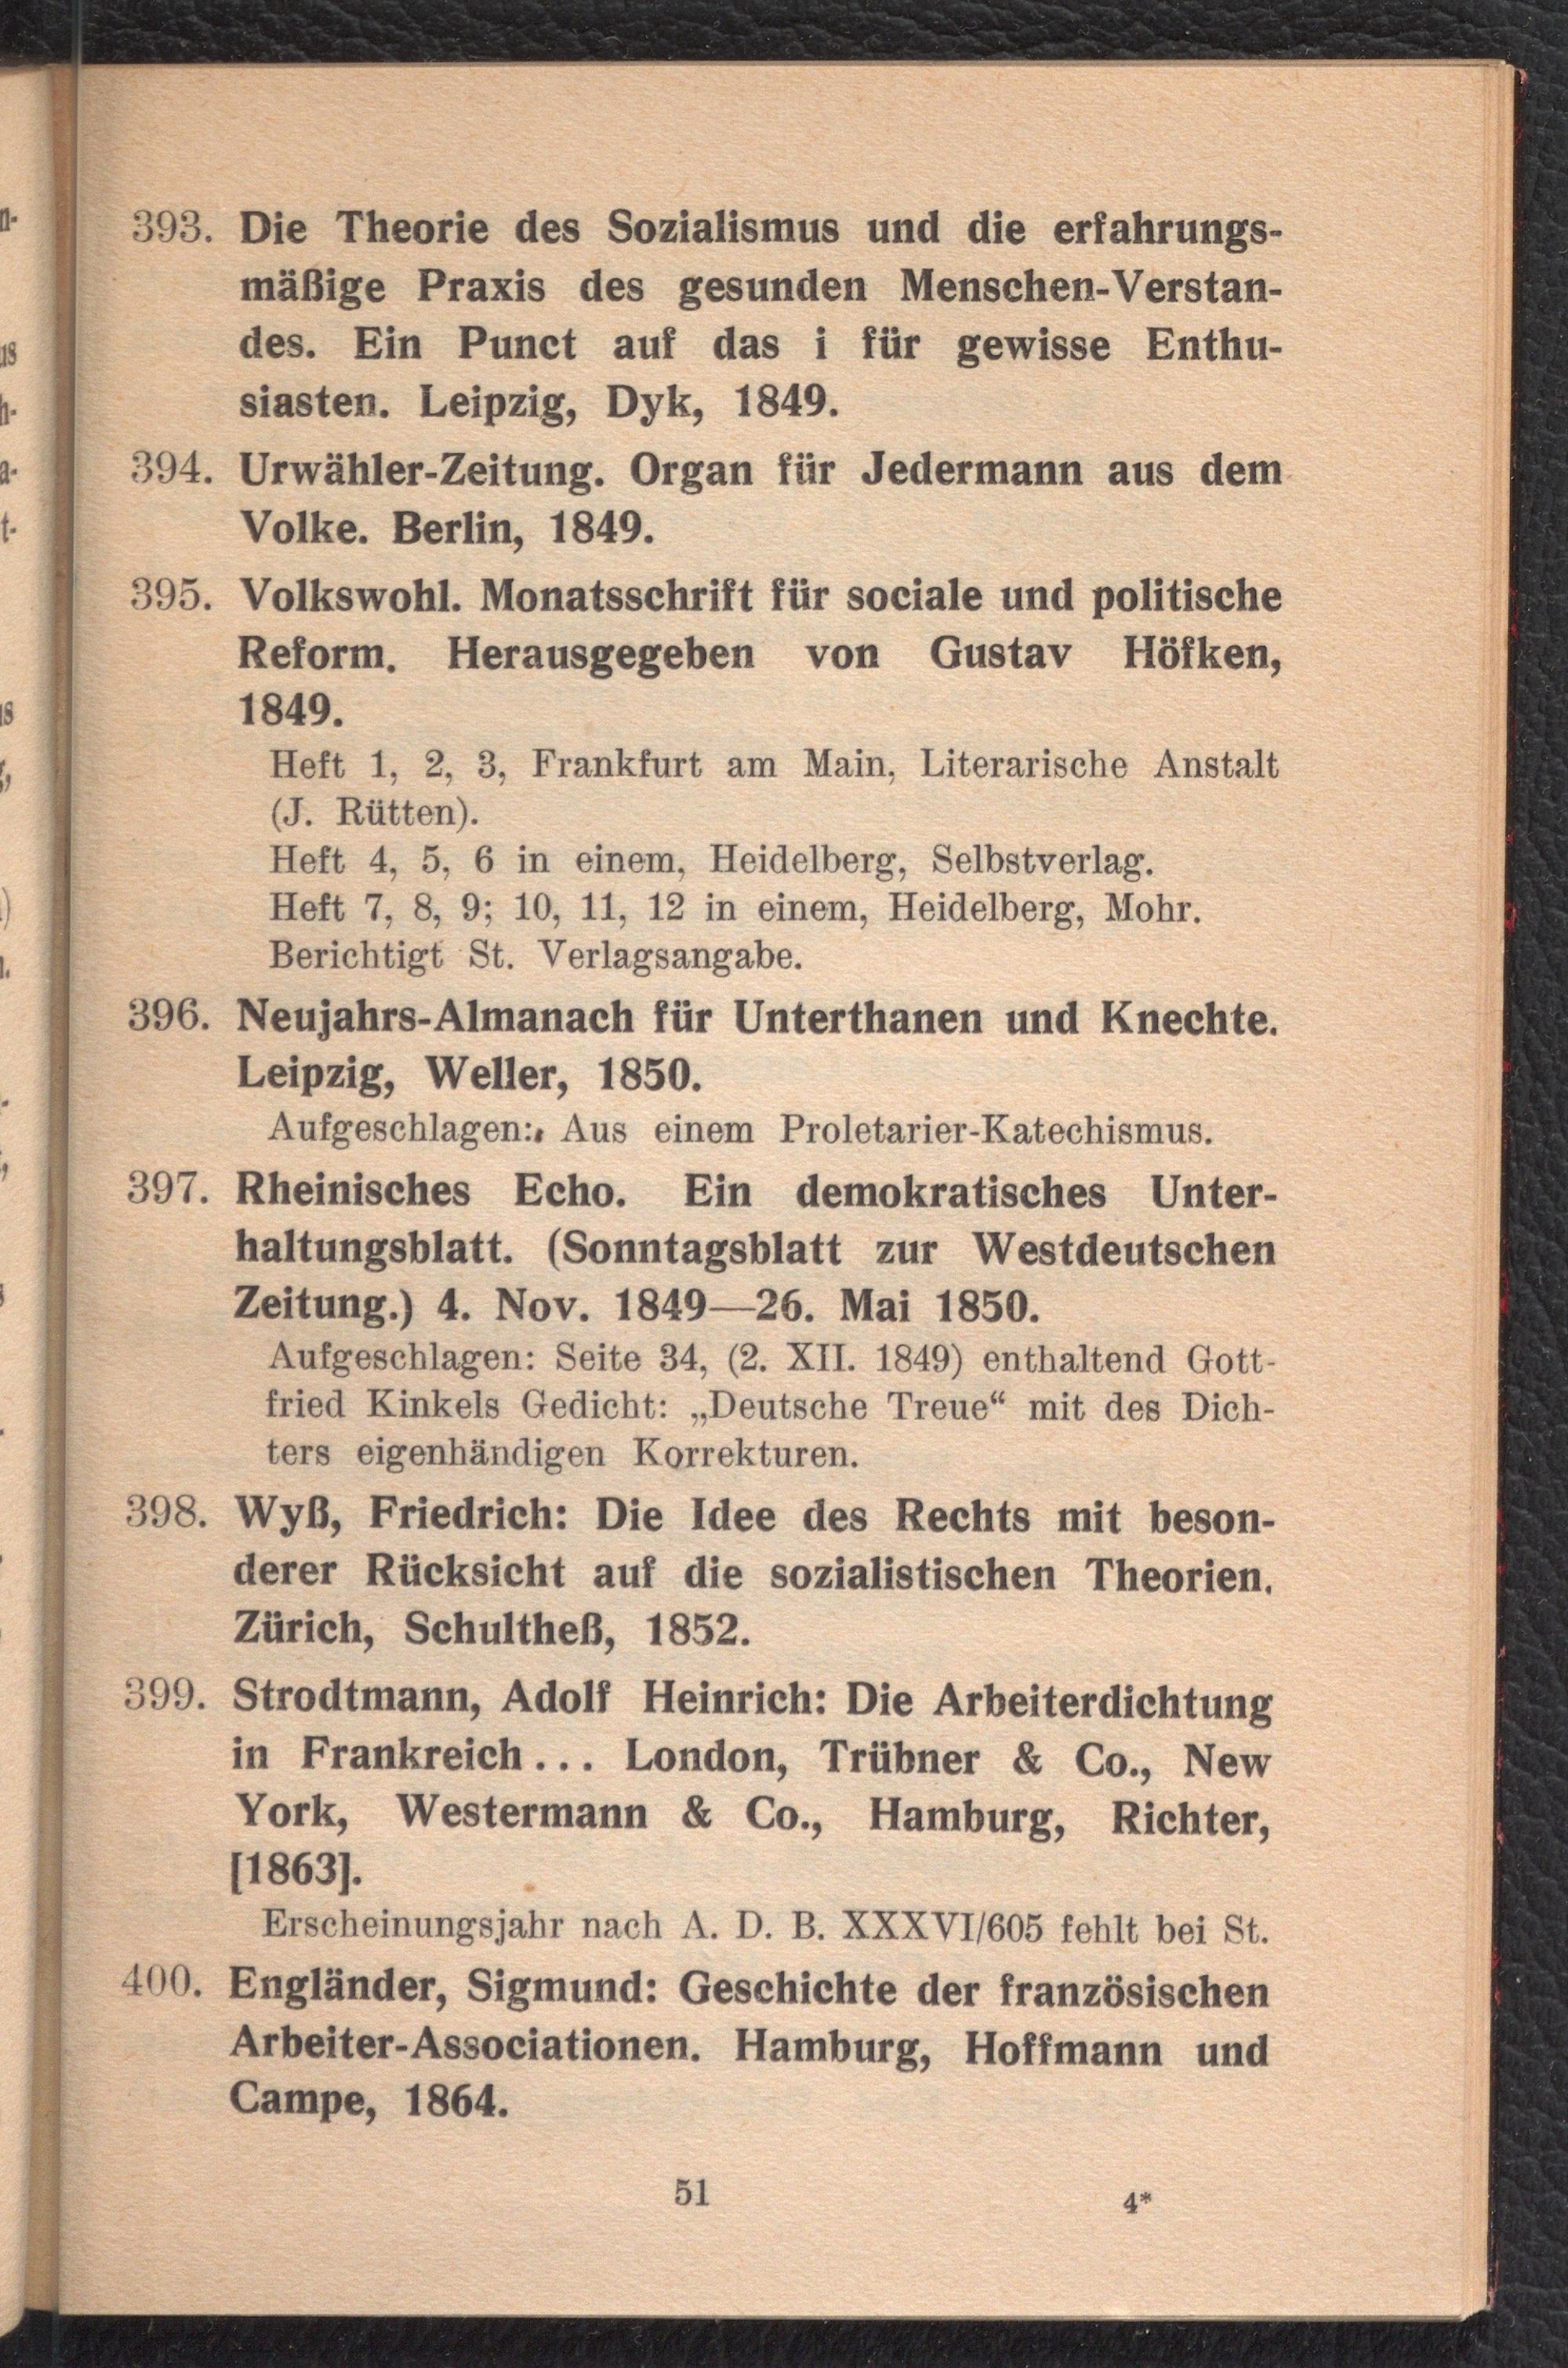 393. Die Theorie des Sozialismus und die erfahrungs-
mäßige Praxis des gesunden Menschen-Verstan-
des. Ein Punct auf das i für gewisse Enthu-
siasten. Leipzig, Dyk, 1849.
394. Urwähler-Zeitung. Organ für Jedermann aus dem
Volke. Berlin, 1849.
395. Volkswohl. Monatsschrift für sociale und politische
Reform. Herausgegeben von Gustav Höfken,
1849.
Heft 1, 2, 3, Frankfurt am Main, Literarische Anstalt
(J. Rütten).
Heft 4, 5, 6 in einem, Heidelberg, Selbstverlag.
Heft 7, 8, 9; 10, 11, 12 in einem, Heidelberg, Mohr.
Berichtigt St. Verlagsangabe.
396. Neujahrs-Almanach für Unterthanen und Knechte.
Leipzig, Weller, 1850.
Aufgeschlagen: Aus einem Proletarier-Katechismus.
397. Rheinisches Echo. Ein demokratisches Unter-
haltungsblatt. (Sonntagsblatt zur Westdeutschen
Zeitung.) 4. Nov. 1849—26. Mai 1850.
Aufgeschlagen: Seite 34, (2. XII. 1849) enthaltend Gott-
fried Kinkels Gedicht: „Deutsche Treue“ mit des Dich-
ters eigenhändigen Korrekturen.
398. Wyß, Friedrich: Die Idee des Rechts mit beson-
derer Rücksicht auf die sozialistischen Theorien.
Zürich, Schultheß, 1852.
399. Strodtmann, Adolf Heinrich: Die Arbeiterdichtung
in Frankreich... London, Trübner & Co., New
York, Westermann & Co., Hamburg, Richter,
[1863].
Erscheinungsjahr nach A. D. B. XXXVI/605 fehlt bei St.
400. Engländer, Sigmund: Geschichte der französischen
Arbeiter-Associationen. Hamburg, Hoffmann und
Campe, 1864.
51 4*